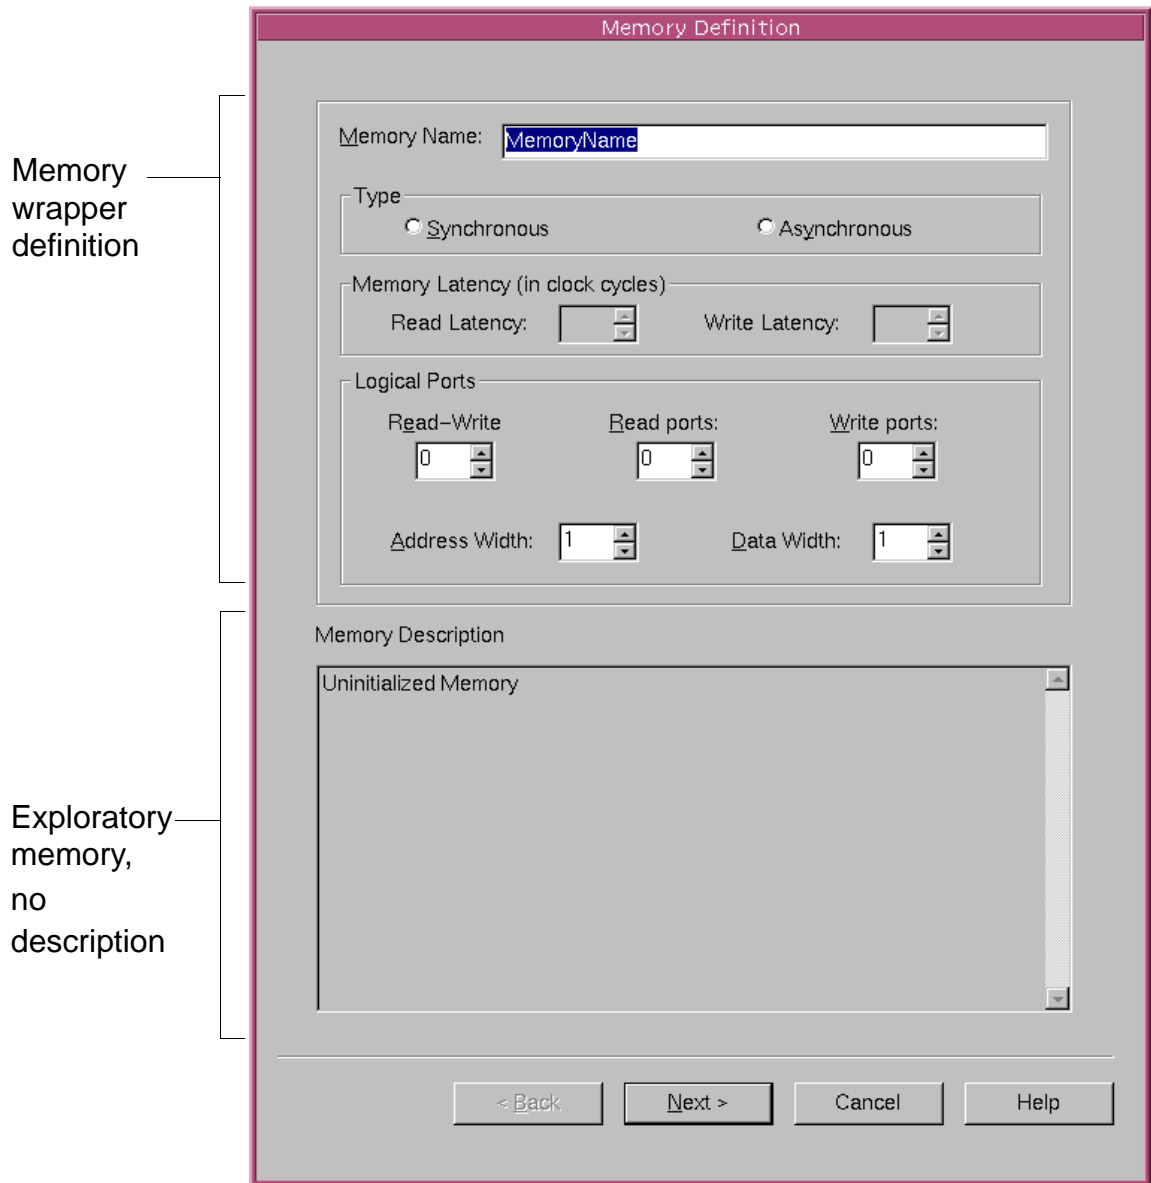 Memory Definition
Memory
wrapper
definition
Memory Name: MemoryName
Type
Synchronous Asynchronous
Memory Latency (in clock cycles)
Read Latency: Write Latency:
Logical Ports
Read-Write Read ports: Write ports:
0 0 0
Address Width: 1 Data Width: 1
Exploratory
memory,
no
description
Memory Description
Uninitialized Memory
< Back Next > Cancel Help